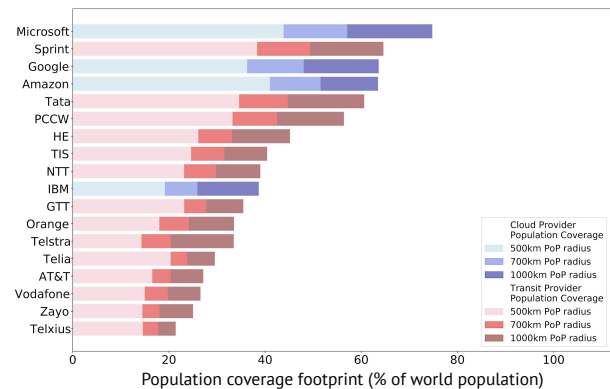 Microsoft
Sprint
Google
Amazon
Tata
PCCW
HE
TIS
NTT
IBM
GTT
Orange
Telstra
Telia
AT&T
Vodafone
Zayo
Telxius
Cloud Provider
Population Coverage
500km PoP radius
700km PoP radius
1000km PoP radius
Transit Provider
Population Coverage
500km PoP radius
700km PoP radius
1000km PoP radius
0 20 40 60 80 100
Population coverage footprint (% of world population)